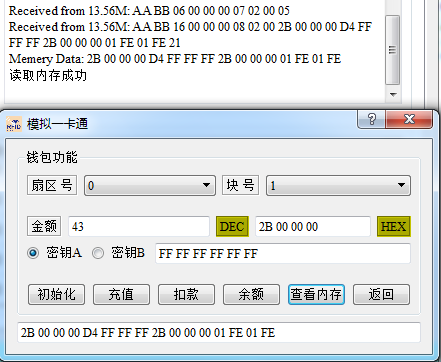 Received from 13.56M: AA BB 06 00 00 00 07 02 00 05
Received from 13.56M: AA BB 16 00 00 00 08 02 00 2B 00 00 00 D4 FF
FF FF 2B 00 00 00 01 FE 01 FE 21
Memery Data: 2B 00 00 00 D4 FF FF FF 2B 00 00 00 01 FE 01 FE
读取内存成功
模拟一卡通
钱包功能
扇区 号 0 块 号 1
金额 43 DEC 2B 00 00 00 HEX
密钥A 密钥B FF FF FF FF FF FF
初始化 充值 扣款 余额 查看内存 返回
2B 00 00 00 D4 FF FF FF 2B 00 00 00 01 FE 01 FE